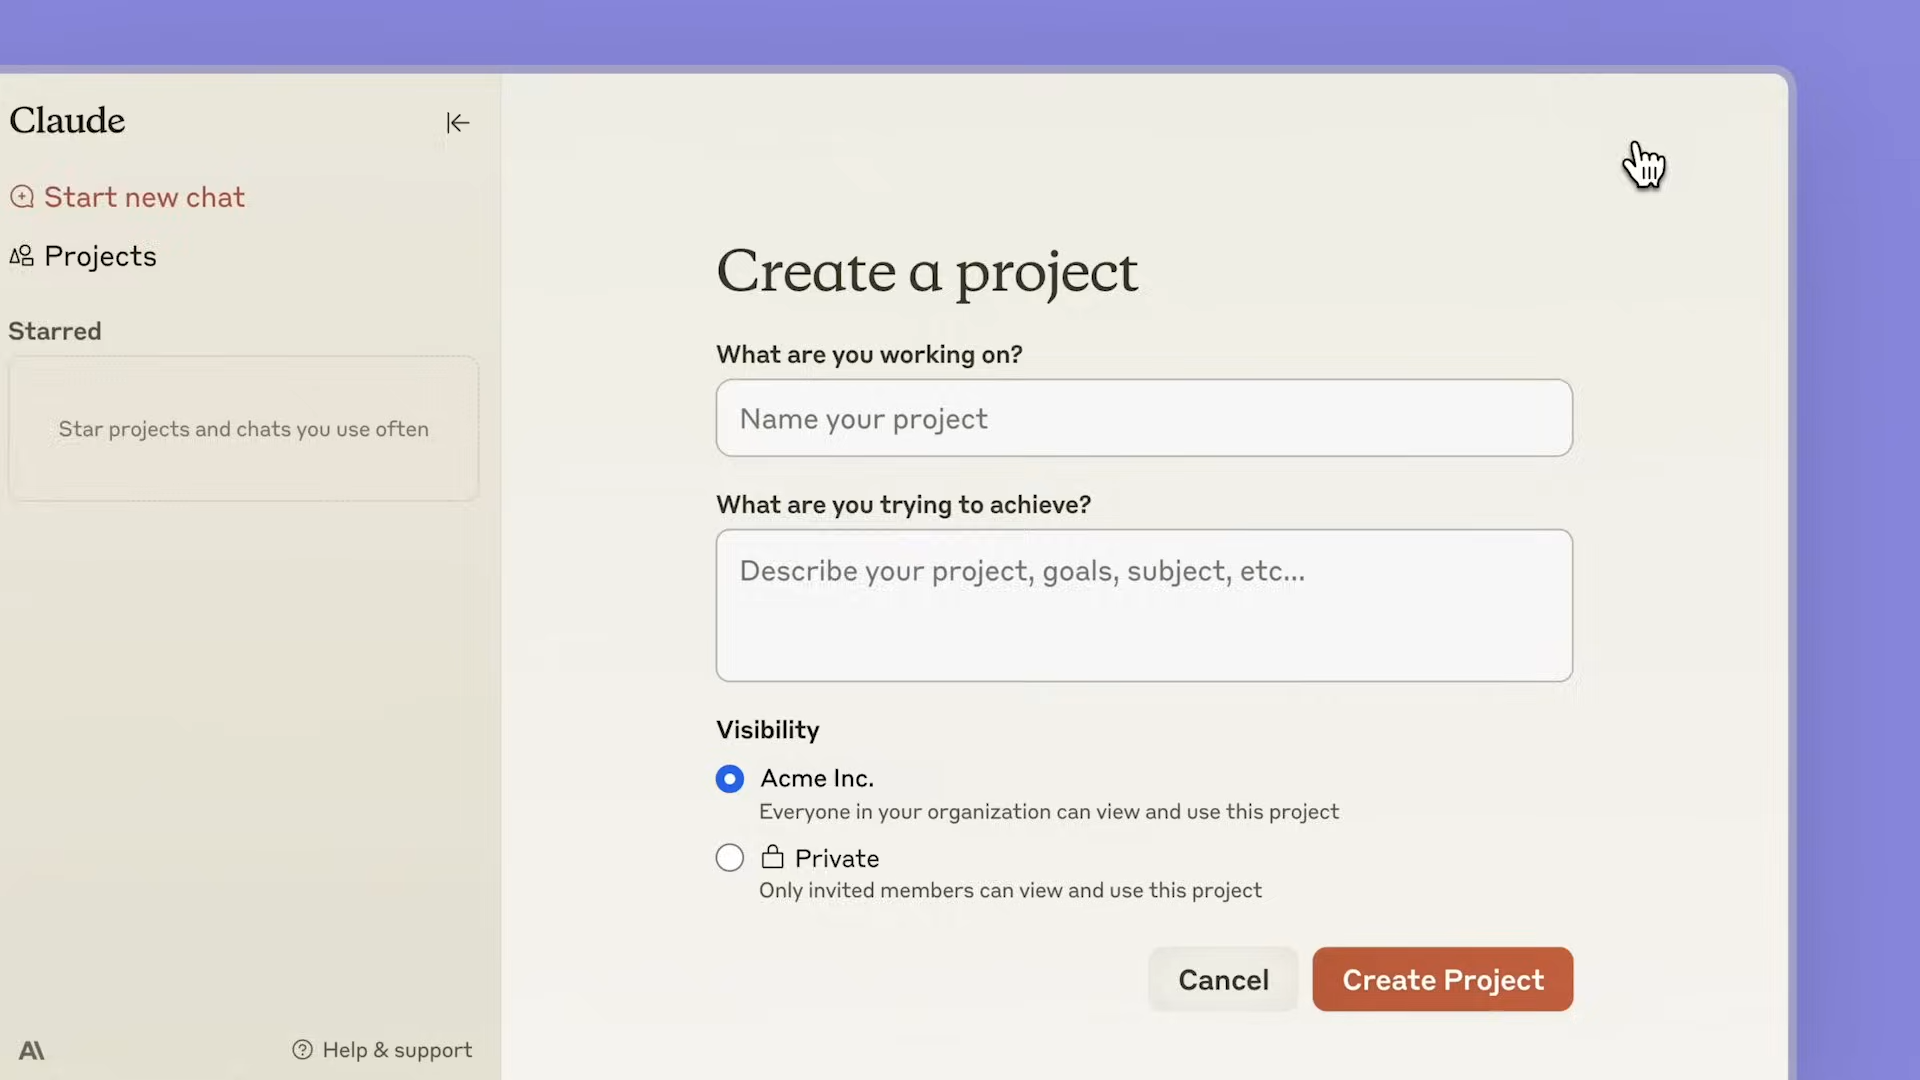 Claude
Start new chat
Projects
Starred
Star projects and chats you use often
Create a project
What are you working on?
Name your project
What are you trying to achieve?
Describe your project, goals, subject, etc...
Visibility
Acme Inc.
Everyone in your organization can view and use this project
Private
Only invited members can view and use this project
Cancel
Create Project
A\
Help & support